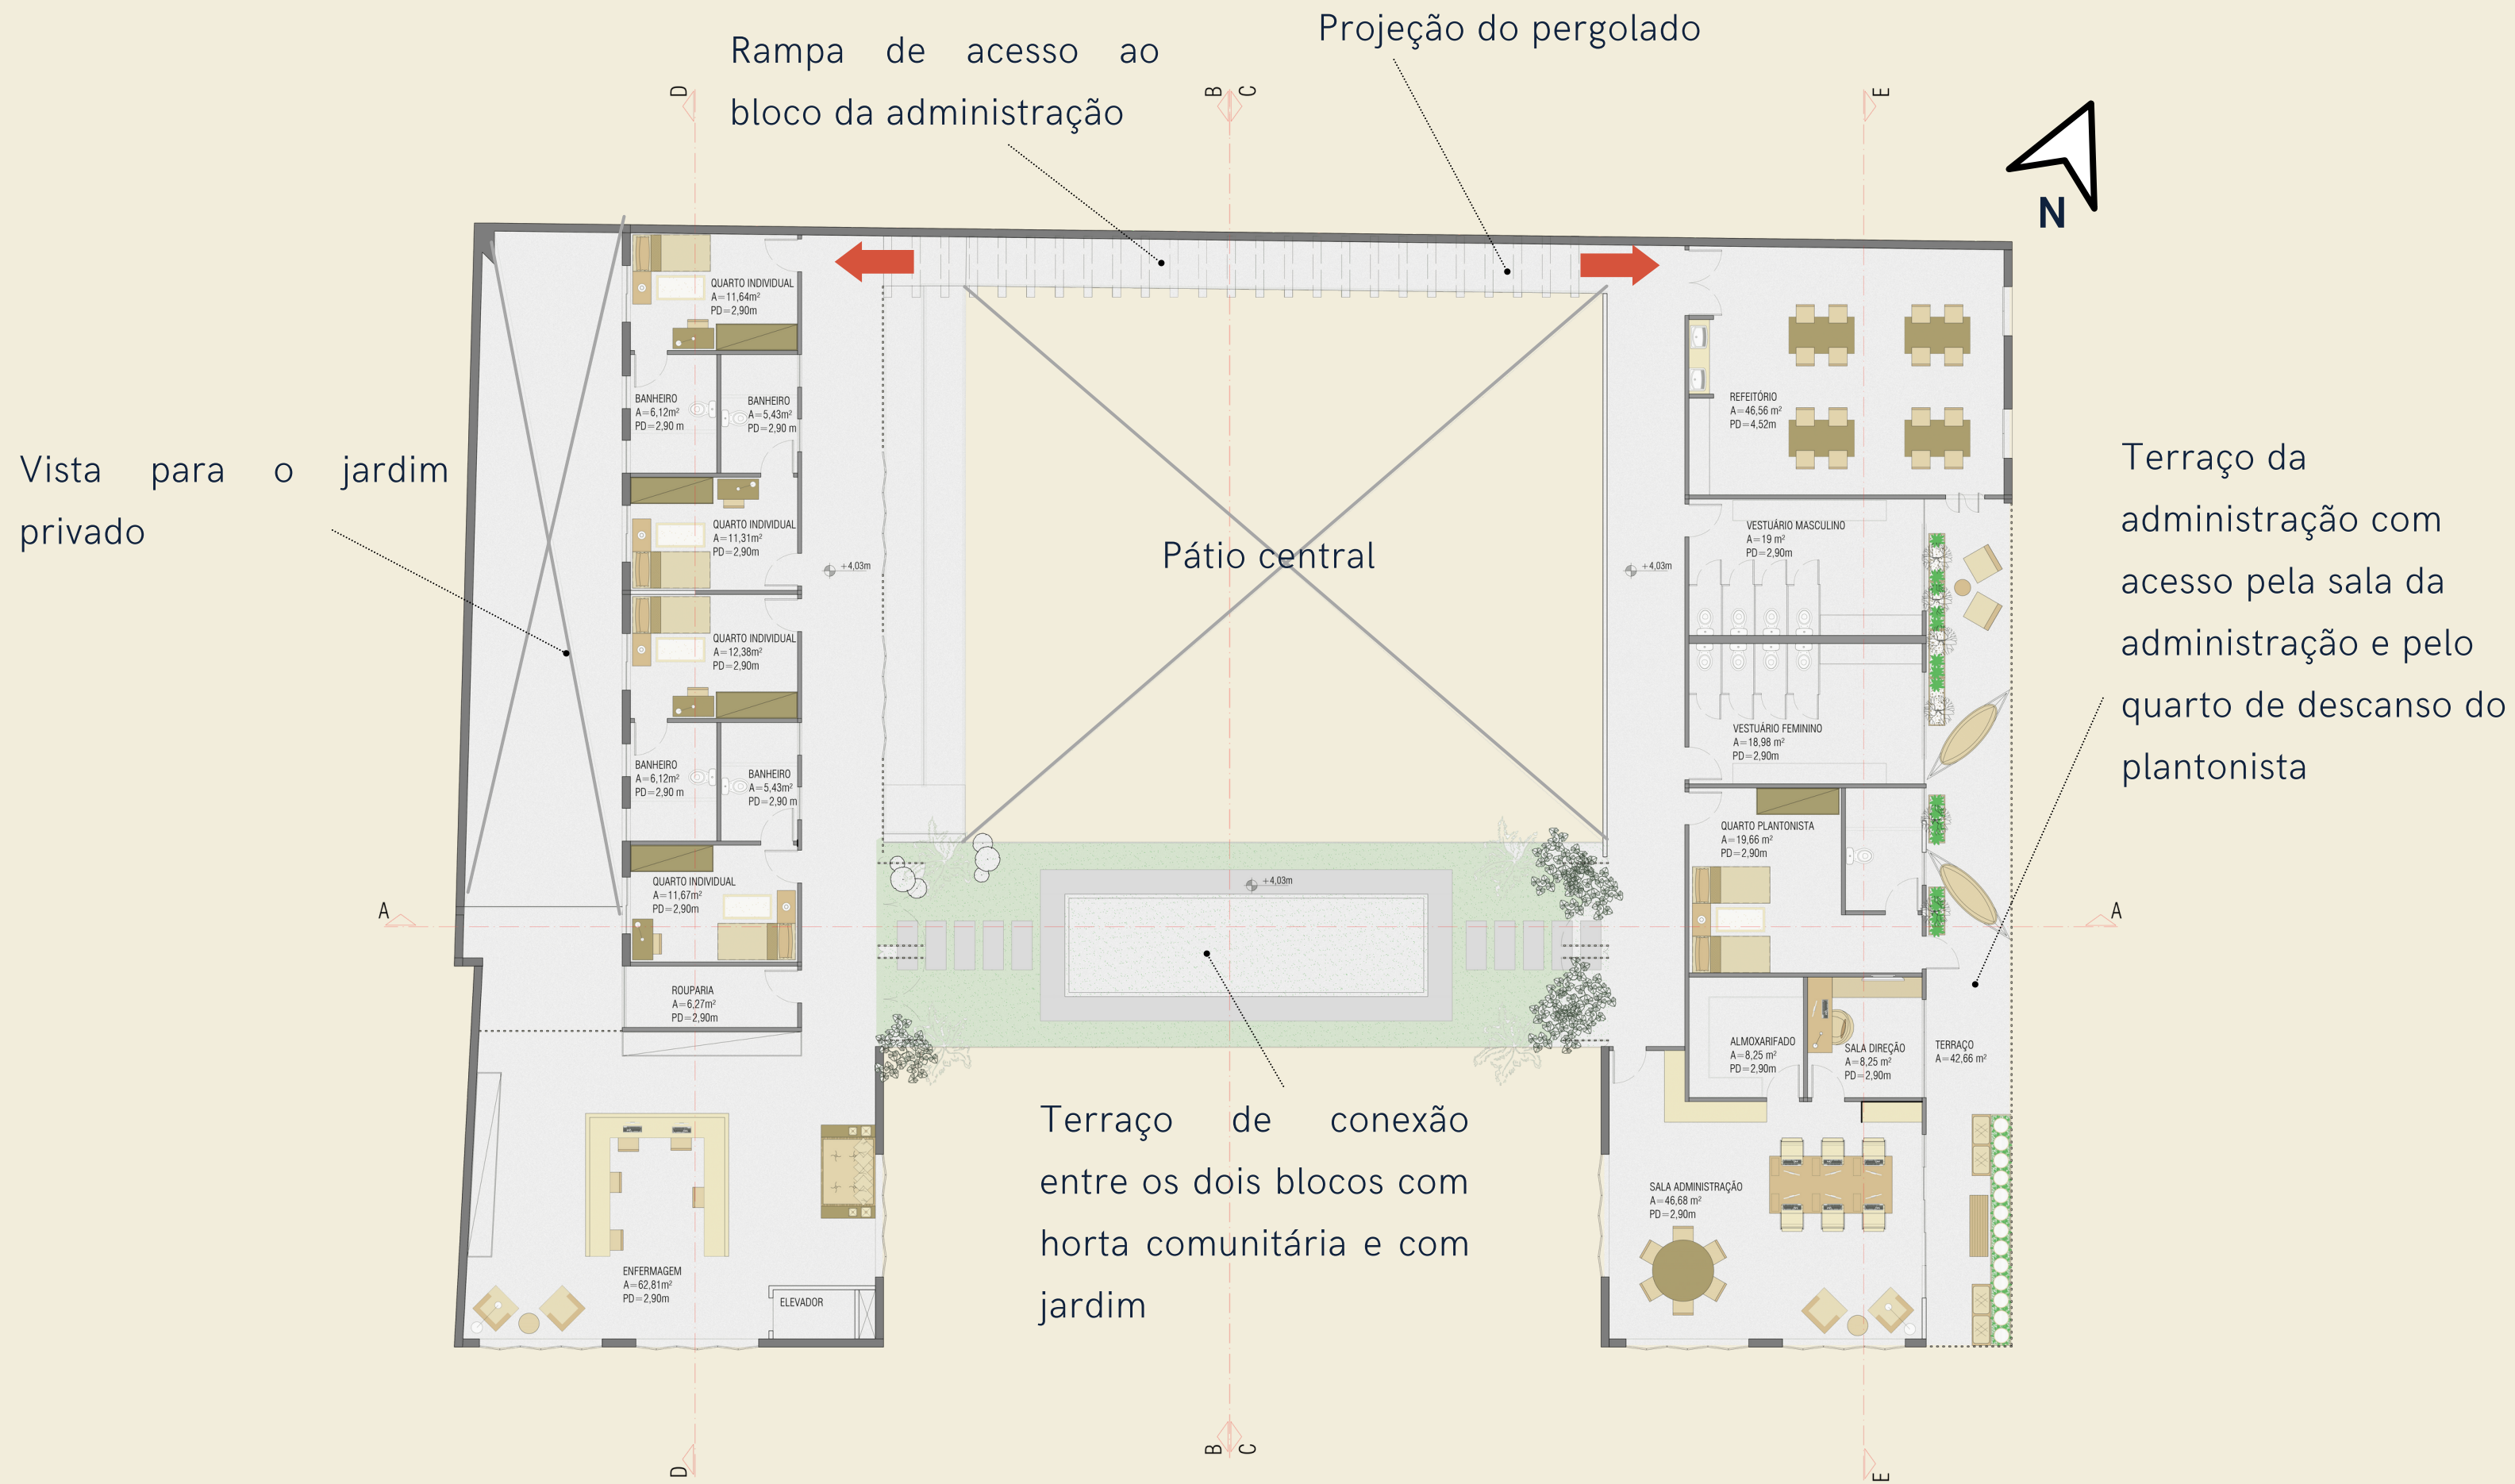 Projeção do pergolado
Rampa de acesso ao
bloco da administração
D
B
C
E
N
QUARTO INDIVIDUAL
A=11,64m²
PD=2,90m
BANHEIRO
A=6,12m²
PD=2,90 m
BANHEIRO
A=5,43m²
PD=2,90 m
REFEITÓRIO
A=46,56 m²
PD=4,52m
Vista para o jardim
privado
Terraço da
administração com
acesso pela sala da
administração e pelo
quarto de descanso do
plantonista
QUARTO INDIVIDUAL
A=11,31m²
PD=2,90m
+4,03m
Pátio central
+4,03m
VESTUÁRIO MASCULINO
A=19 m²
PD=2,90m
QUARTO INDIVIDUAL
A=12,38m²
PD=2,90m
VESTUÁRIO FEMININO
A=18,98 m²
PD=2,90m
BANHEIRO
A=6,12m²
PD=2,90 m
BANHEIRO
A=5,43m²
PD=2,90 m
QUARTO PLANTONISTA
A=19,66 m²
PD=2,90m
QUARTO INDIVIDUAL
A=11,67m²
PD=2,90m
+4,03m
A
A
ROUPARIA
A=6,27m²
PD=2,90m
ALMOXARIFADO
A=8,25 m²
PD=2,90m
SALA DIREÇÃO
A=8,25 m²
PD=2,90m
TERRAÇO
A=42,66 m²
Terraço de conexão
entre os dois blocos com
horta comunitária e com
jardim
SALA ADMINISTRAÇÃO
A=46,68 m²
PD=2,90m
ENFERMAGEM
A=62,81m²
PD=2,90m
ELEVADOR
D
B
C
E